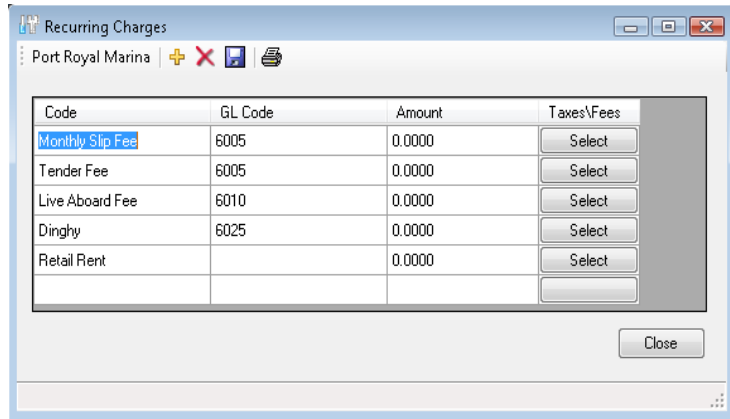 Recurring Charges
Port Royal Marina
Code GL Code Amount Taxes\Fees
Monthly Slip Fee 6005 0.0000 Select
Tender Fee 6005 0.0000 Select
Live Aboard Fee 6010 0.0000 Select
Dinghy 6025 0.0000 Select
Retail Rent 0.0000 Select
Close